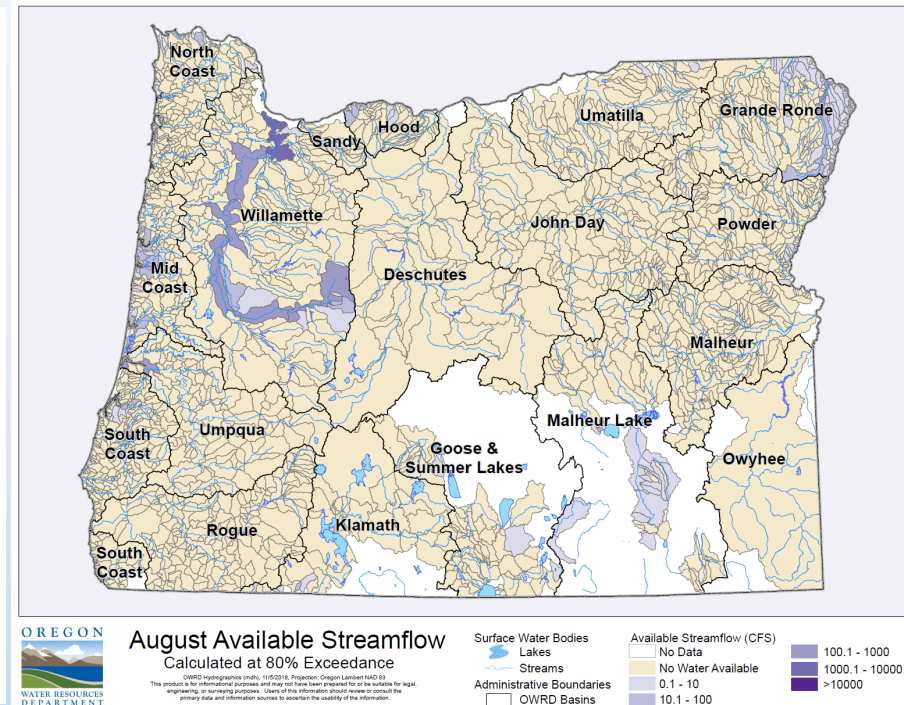 North
Coast
Sandy
Hood
Umatilla
Grande Ronde
Willamette
John Day
Powder
Mid
Coast
Deschutes
Malheur
South
Coast
Umpqua
Malheur Lake
Goose &
Summer Lakes
Owyhee
Rogue
Klamath
South
Coast
OREGON
WATER RESOURCES
DEPARTMENT
August Available Streamflow
Calculated at 80% Exceedance
OWRD Hydrographics (mdh), 11/5/2018, Projection: Oregon Lambert NAD 83
This product is for informational purposes and may not have been prepared for or be suitable for legal,
engineering, or surveying purposes. Users of this information should review or consult the
primary data and information sources to ascertain the usability of the information.
Surface Water Bodies
Lakes
Streams
Administrative Boundaries
OWRD Basins
Available Streamflow (CFS)
No Data
No Water Available
0.1 - 10
10.1 - 100
100.1 - 1000
1000.1 - 10000
>10000